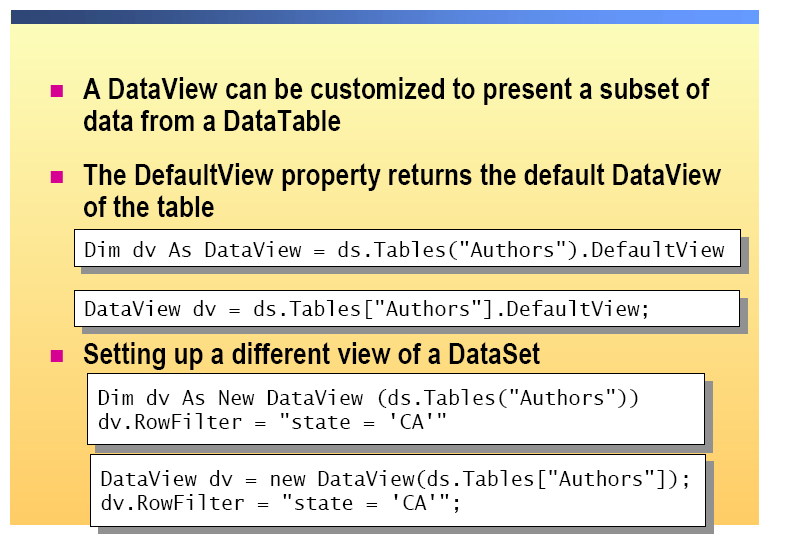 A DataView can be customized to present a subset of
data from a DataTable
The DefaultView property returns the default DataView
of the table
Dim dv As DataView = ds.Tables("Authors").DefaultView
DataView dv = ds.Tables["Authors"].DefaultView;
Setting up a different view of a DataSet
Dim dv As New DataView (ds.Tables("Authors"))
dv.RowFilter = "state = 'CA'"
DataView dv = new DataView(ds.Tables["Authors"]);
dv.RowFilter = "state = 'CA'";